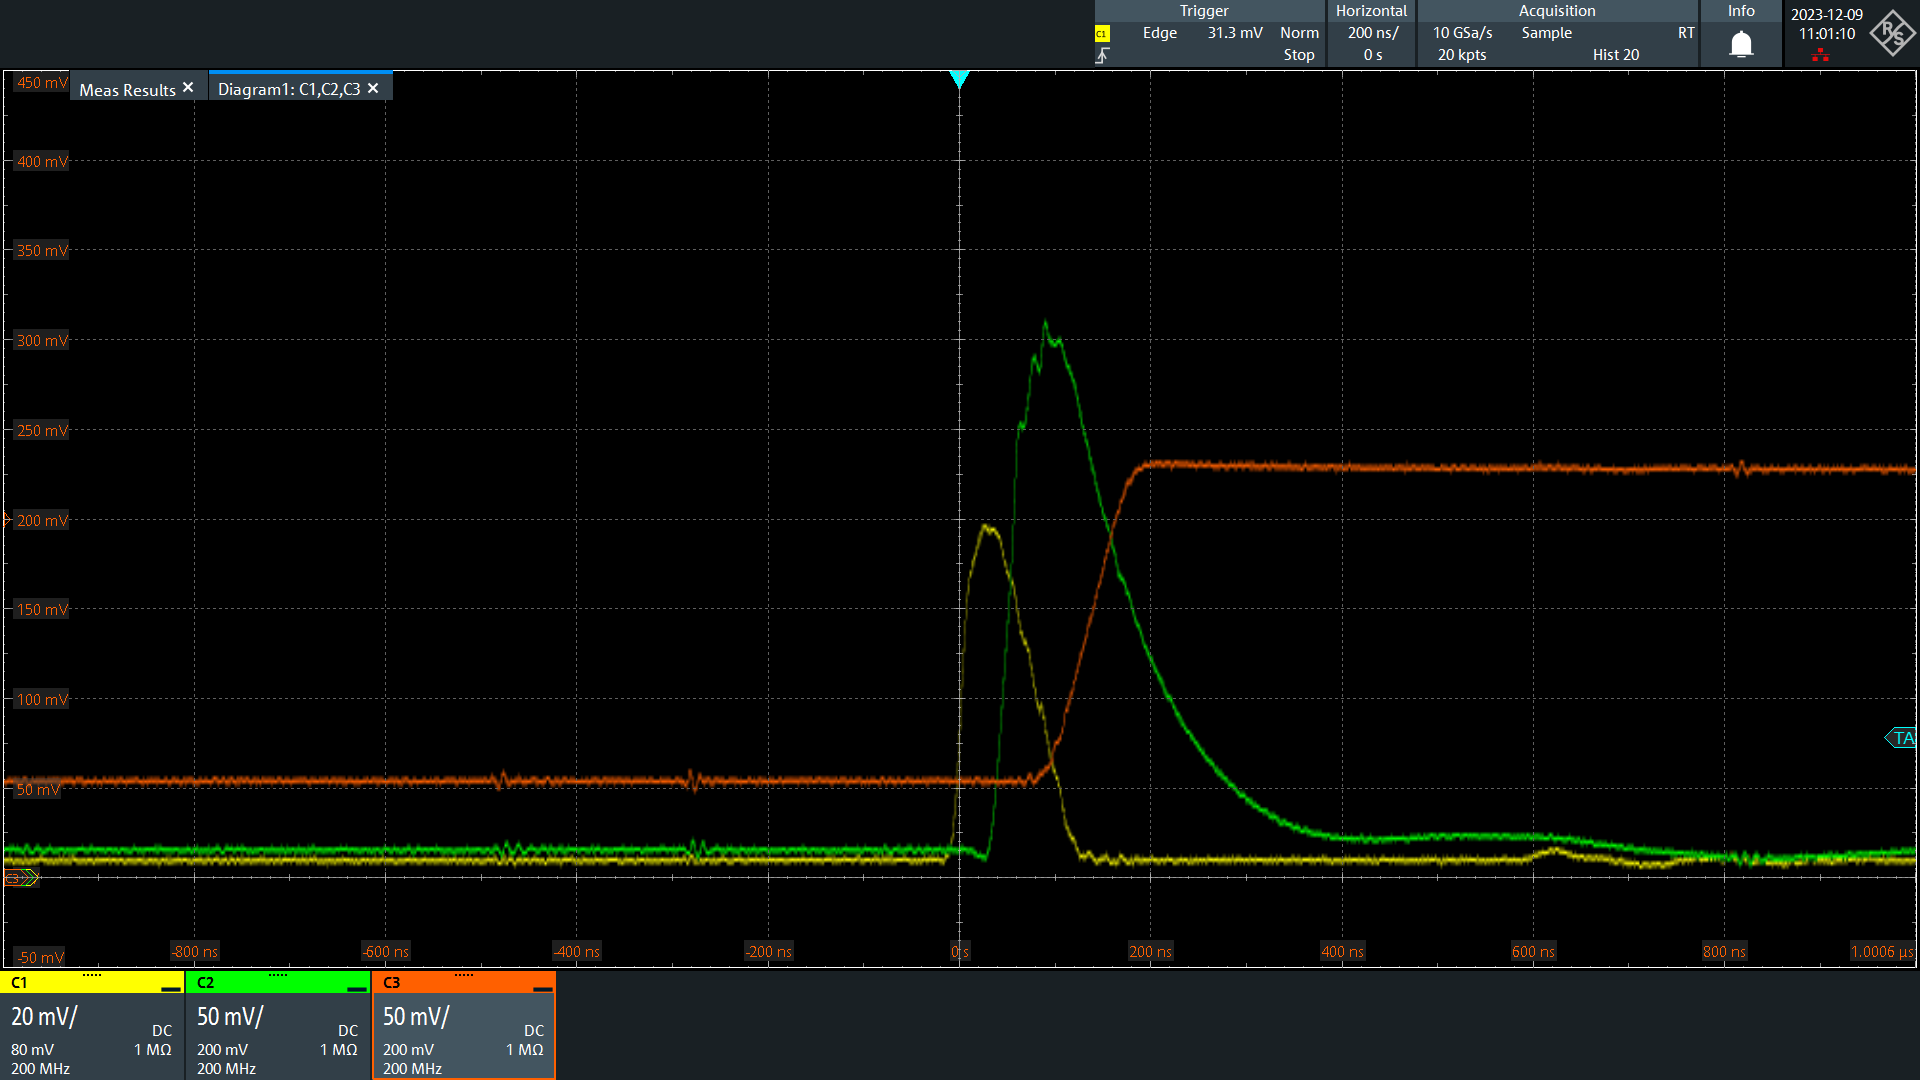 Trigger
C1 Edge 31.3 mV Norm
Stop
Horizontal
200 ns/
0 s
Acquisition
10 GSa/s Sample RT
20 kpts Hist 20
Info
2023-12-09
11:01:10
R S
Meas Results ×
Diagram1: C1,C2,C3 ×
450 mV
400 mV
350 mV
300 mV
250 mV
200 mV
150 mV
100 mV
TA
50 mV
C3
-50 mV
-800 ns
-600 ns
-400 ns
-200 ns
0 s
200 ns
400 ns
600 ns
800 ns
1.0006 µs
C1
20 mV/
DC
80 mV 1 MΩ
200 MHz
C2
50 mV/
DC
200 mV 1 MΩ
200 MHz
C3
50 mV/
DC
200 mV 1 MΩ
200 MHz